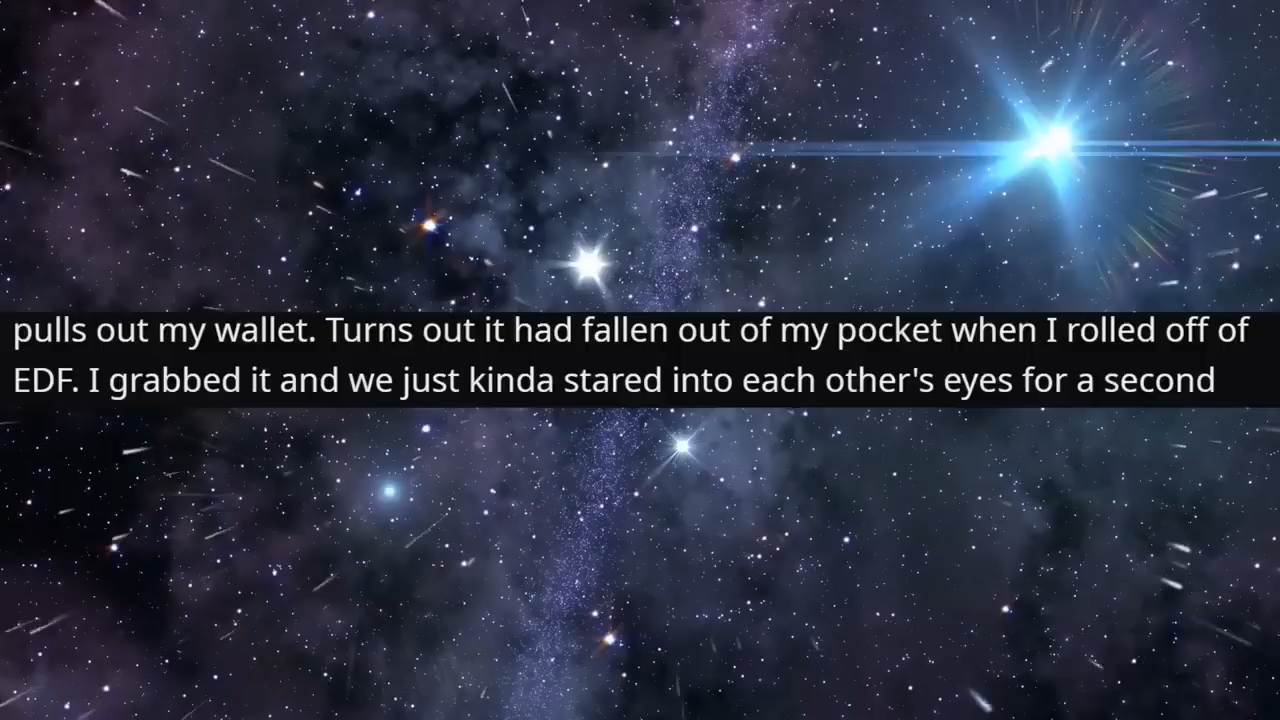 pulls out my wallet. Turns out it had fallen out of my pocket when I rolled off of
EDF. I grabbed it and we just kinda stared into each other's eyes for a second